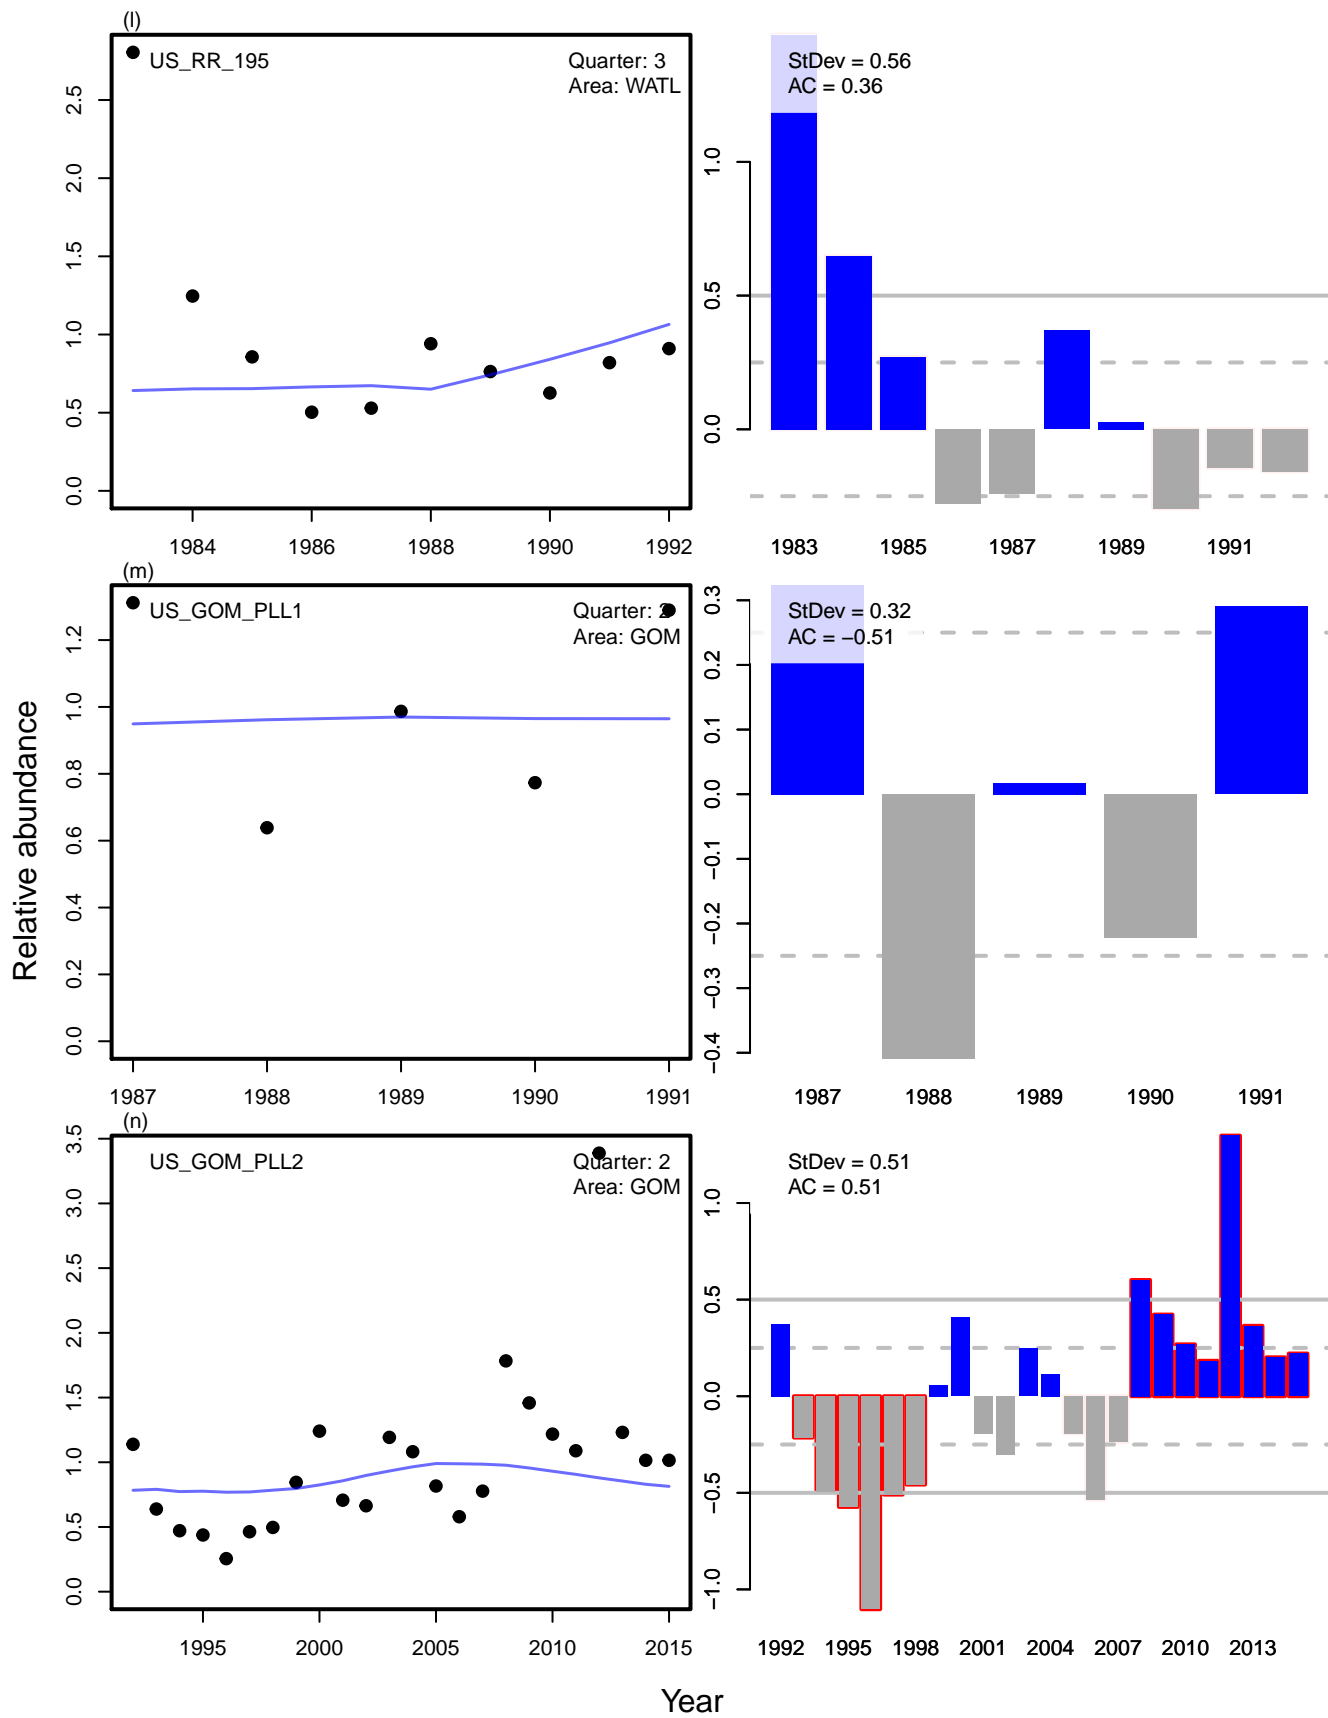 (l)
US_RR_195
Quarter: 3
Area: WATL
0.0 0.5 1.0 1.5 2.0 2.5
1984 1986 1988 1990 1992
StDev = 0.56
AC = 0.36
0.0 0.5 1.0
1983 1985 1987 1989 1991
(m)
US_GOM_PLL1
Quarter: 2
Area: GOM
0.0 0.2 0.4 0.6 0.8 1.0 1.2
1987 1988 1989 1990 1991
StDev = 0.32
AC = −0.51
−0.4 −0.3 −0.2 −0.1 0.0 0.1 0.2 0.3
1987 1988 1989 1990 1991
(n)
US_GOM_PLL2
Quarter: 2
Area: GOM
0.0 0.5 1.0 1.5 2.0 2.5 3.0 3.5
1995 2000 2005 2010 2015
StDev = 0.51
AC = 0.51
−1.0 −0.5 0.0 0.5 1.0
1992 1995 1998 2001 2004 2007 2010 2013
Relative abundance
Year